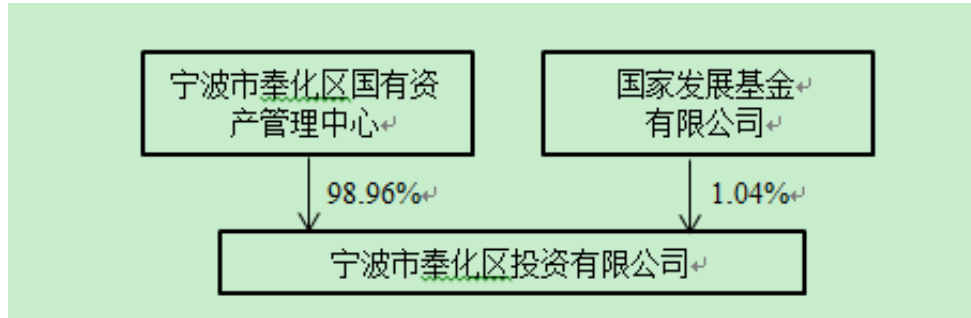 宁波市奉化区国有资
产管理中心
国家发展基金
有限公司
98.96%
1.04%
宁波市奉化区投资有限公司